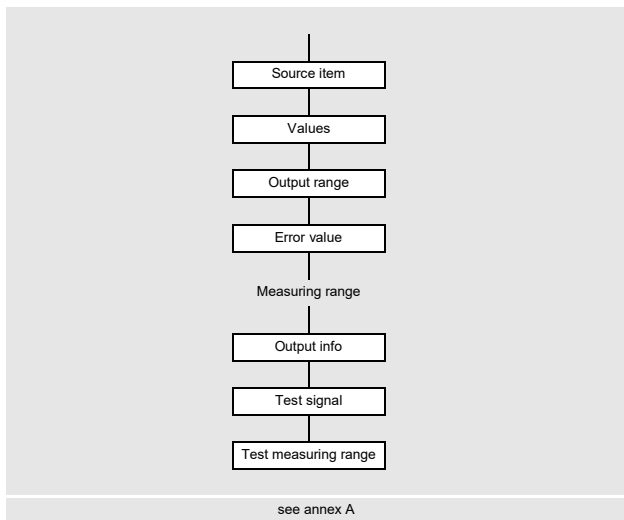 Source item
Values
Output range
Error value
Measuring range
Output info
Test signal
Test measuring range
see annex A